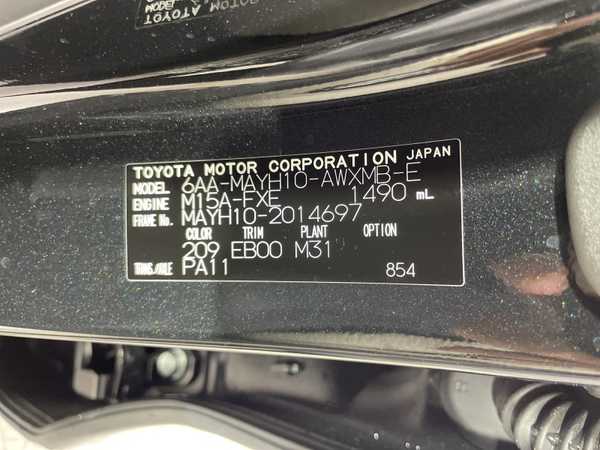 TOYOTA MOTOR CORPORATION JAPAN
MODEL 6AA-MAYH10-AWXMB-E
ENGINE M15A-FXE 1490 mL
FRAME No. MAYH10-2014697
COLOR TRIM PLANT OPTION
209 EB00 M31
TRANS./AXLE PA11 854